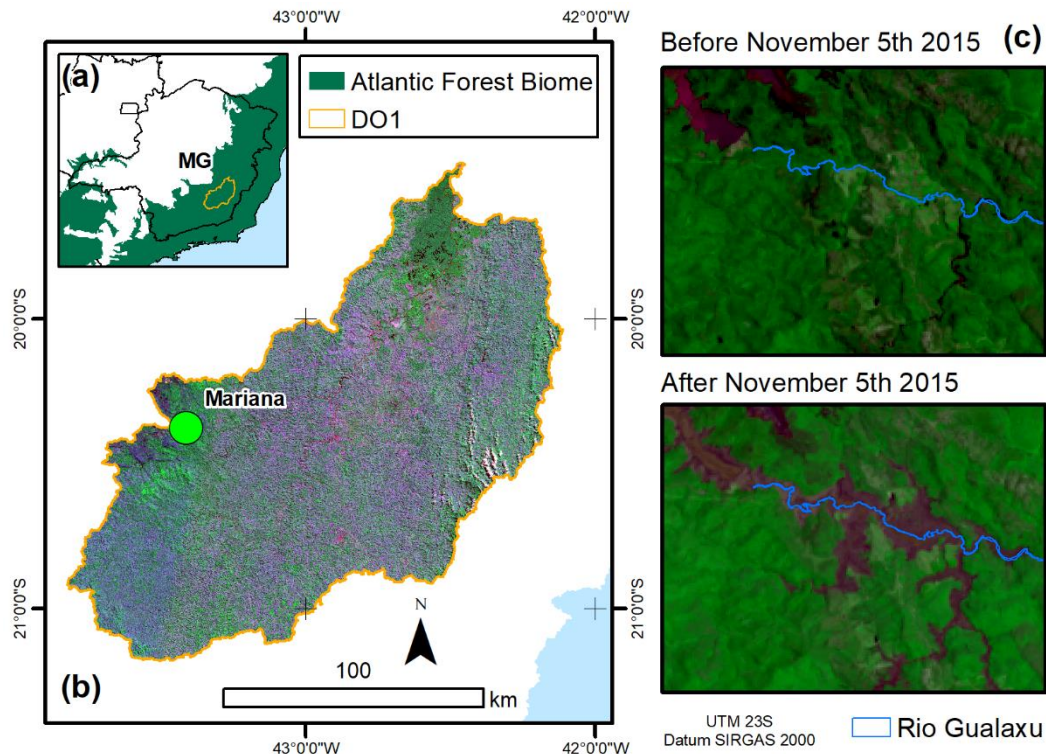 43°0'0"W
42°0'0"W
(a)
MG
Atlantic Forest Biome
DO1
20°0'0"S
20°0'0"S
Mariana
21°0'0"S
21°0'0"S
N
100
km
(b)
43°0'0"W
42°0'0"W
Before November 5th 2015
(c)
After November 5th 2015
UTM 23S
Datum SIRGAS 2000
Rio Gualaxu